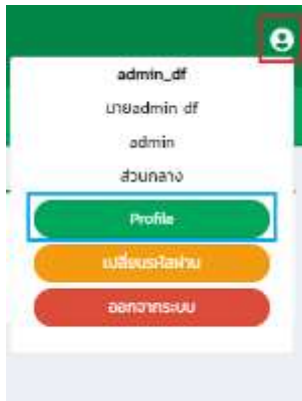 admin_df
นายadmin df
admin
ส่วนกลาง
Profile
เปลี่ยนรหัสผ่าน
ออกจากระบบ